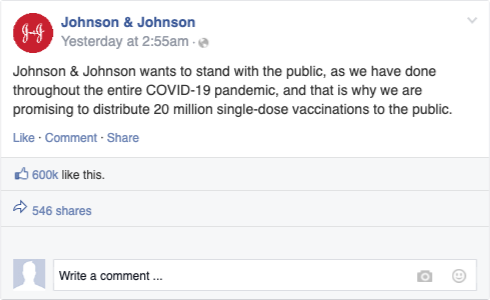 J&J
Johnson & Johnson
Yesterday at 2:55am ·
Johnson & Johnson wants to stand with the public, as we have done
throughout the entire COVID-19 pandemic, and that is why we are
promising to distribute 20 million single-dose vaccinations to the public.
Like · Comment · Share
600k like this.
546 shares
Write a comment ...